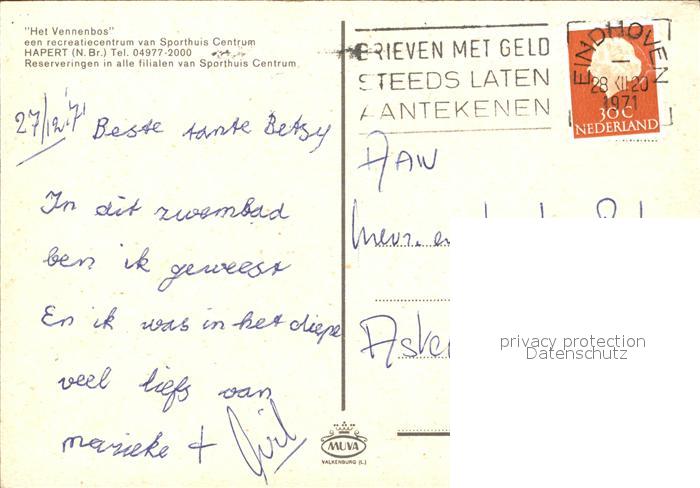 "Het Vennenbos"
een recreatiecentrum van Sporthuis Centrum
HAPERT (N. Br.) Tel. 04977-2000
Reserveringen in alle filialen van Sporthuis Centrum
27/12 '71 Beste tante Betsy
In dit zwembad
ben ik geweest
En ik was in het diepe
veel liefs van
marieke +
MUVA
VALKENBURG (L.)
BRIEVEN MET GELD
STEEDS LATEN
AANTEKENEN
EINDHOVEN
28 XII 20
1971
30 C
NEDERLAND
AAN
Mevr. en
privacy protection
Datenschutz